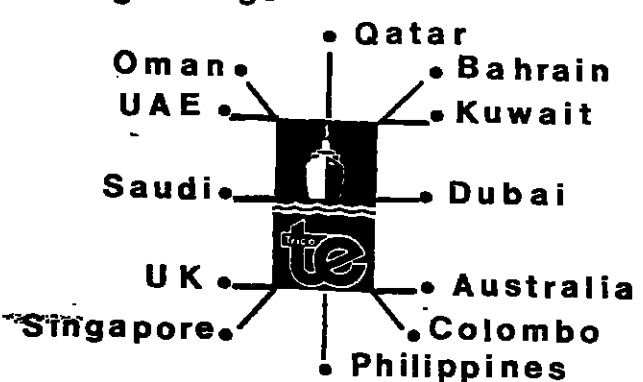 Qatar
Oman
Bahrain
UAE
Kuwait
Saudi
Dubai
Trico
te
UK
Australia
Singapore
Colombo
Philippines